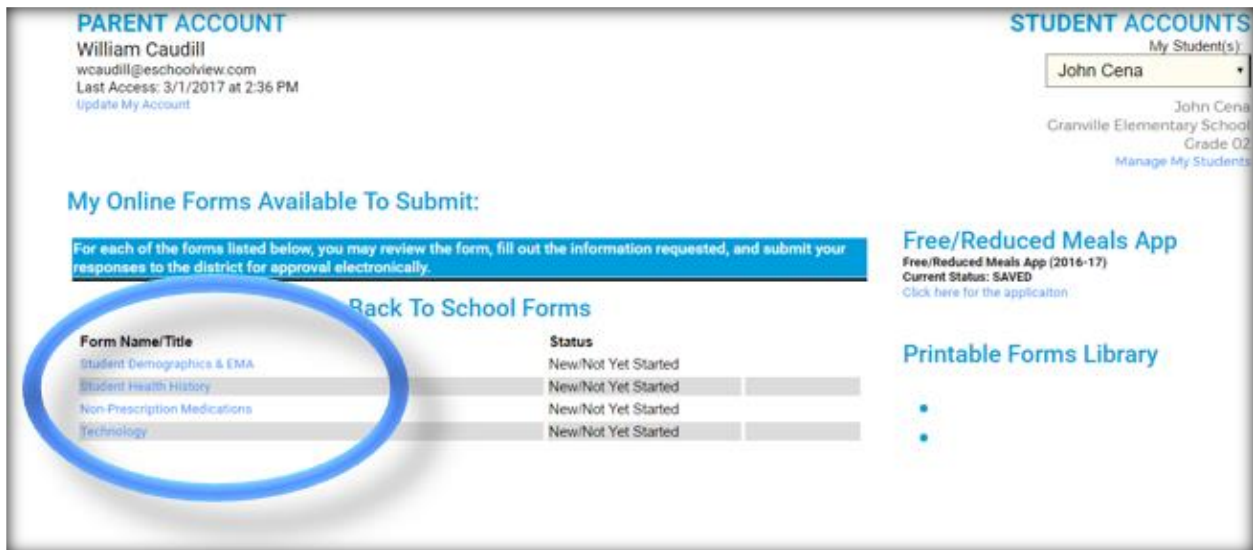 PARENT ACCOUNT
William Caudill
wcaudill@eschoolview.com
Last Access: 3/1/2017 at 2:36 PM
Update My Account
STUDENT ACCOUNTS
My Student(s):
John Cena
John Cena
Granville Elementary School
Grade 02
Manage My Students
My Online Forms Available To Submit:
For each of the forms listed below, you may review the form, fill out the information requested, and submit your
responses to the district for approval electronically.
Back To School Forms
Form Name/Title Status
Student Demographics & EMA New/Not Yet Started
Student Health History New/Not Yet Started
Non-Prescription Medications New/Not Yet Started
Technology New/Not Yet Started
Free/Reduced Meals App
Free/Reduced Meals App (2016-17)
Current Status: SAVED
Click here for the applicaiton
Printable Forms Library